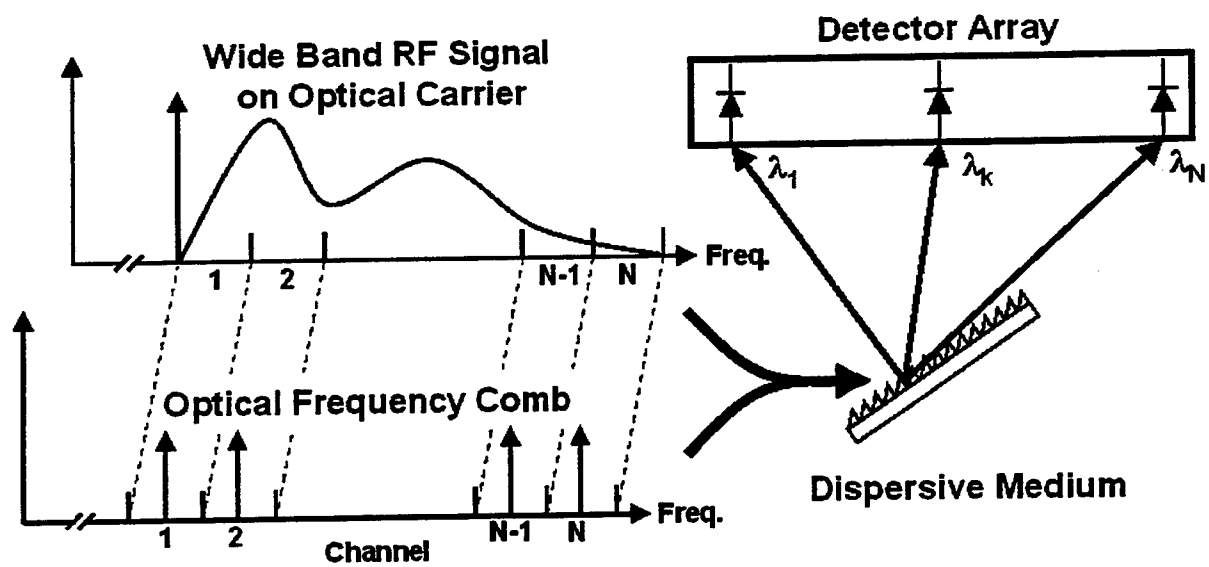 Wide Band RF Signal
on Optical Carrier
1 2 N-1 N Freq.
Optical Frequency Comb
1 2 N-1 N Freq.
Channel
Detector Array
λ1 λK λN
Dispersive Medium